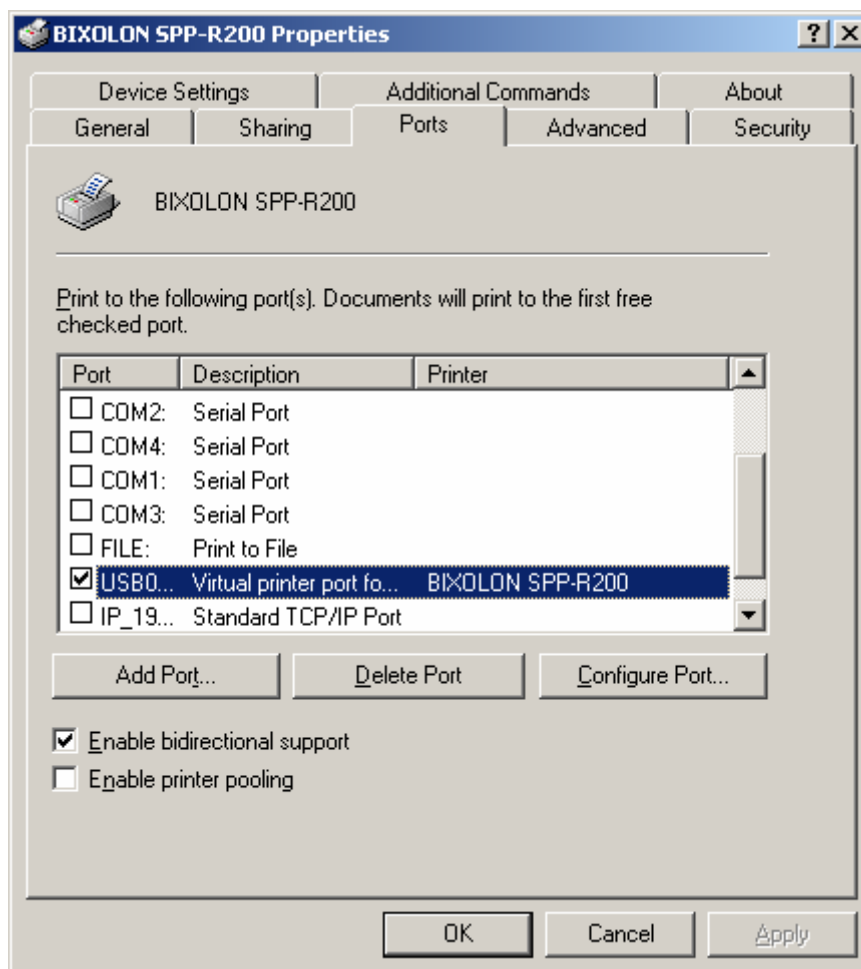 BIXOLON SPP-R200 Properties
Device Settings Additional Commands About
General Sharing Ports Advanced Security
BIXOLON SPP-R200
Print to the following port(s). Documents will print to the first free
checked port.
Port Description Printer
COM2: Serial Port
COM4: Serial Port
COM1: Serial Port
COM3: Serial Port
FILE: Print to File
USB0... Virtual printer port fo... BIXOLON SPP-R200
IP_19... Standard TCP/IP Port
Add Port... Delete Port Configure Port...
Enable bidirectional support
Enable printer pooling
OK Cancel Apply